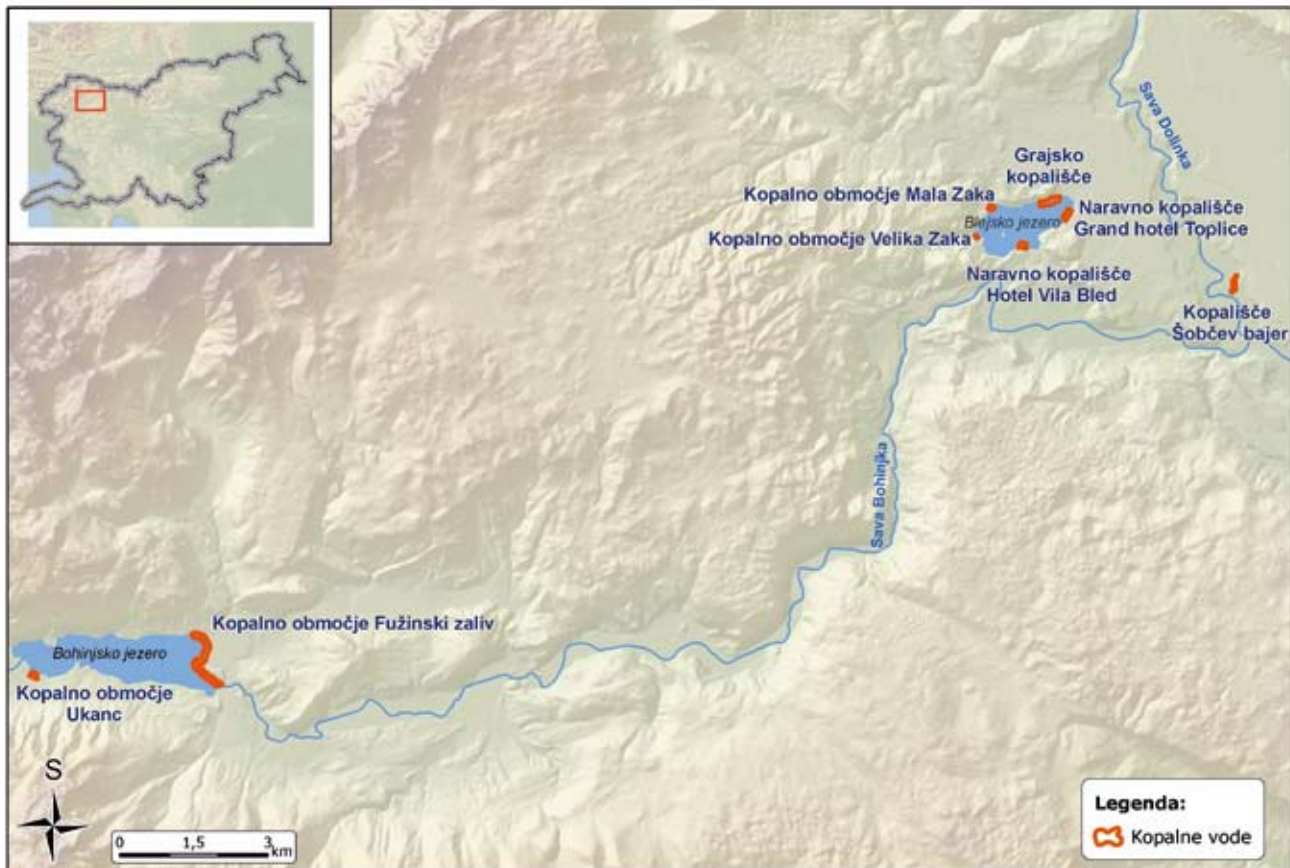 Sava Dolinka
Grajsko
kopališče
Kopalno območje Mala Zaka
Blejsko jezero
Naravno kopališče
Grand hotel Toplice
Kopalno območje Velika Zaka
Naravno kopališče
Hotel Vila Bled
Kopališče
Šobčev bajer
Sava Bohinjka
Kopalno območje Fužinski zaliv
Bohinjsko jezero
Kopalno območje
Ukanc
S
0 1,5 3
km
Legenda:
Kopalne vode